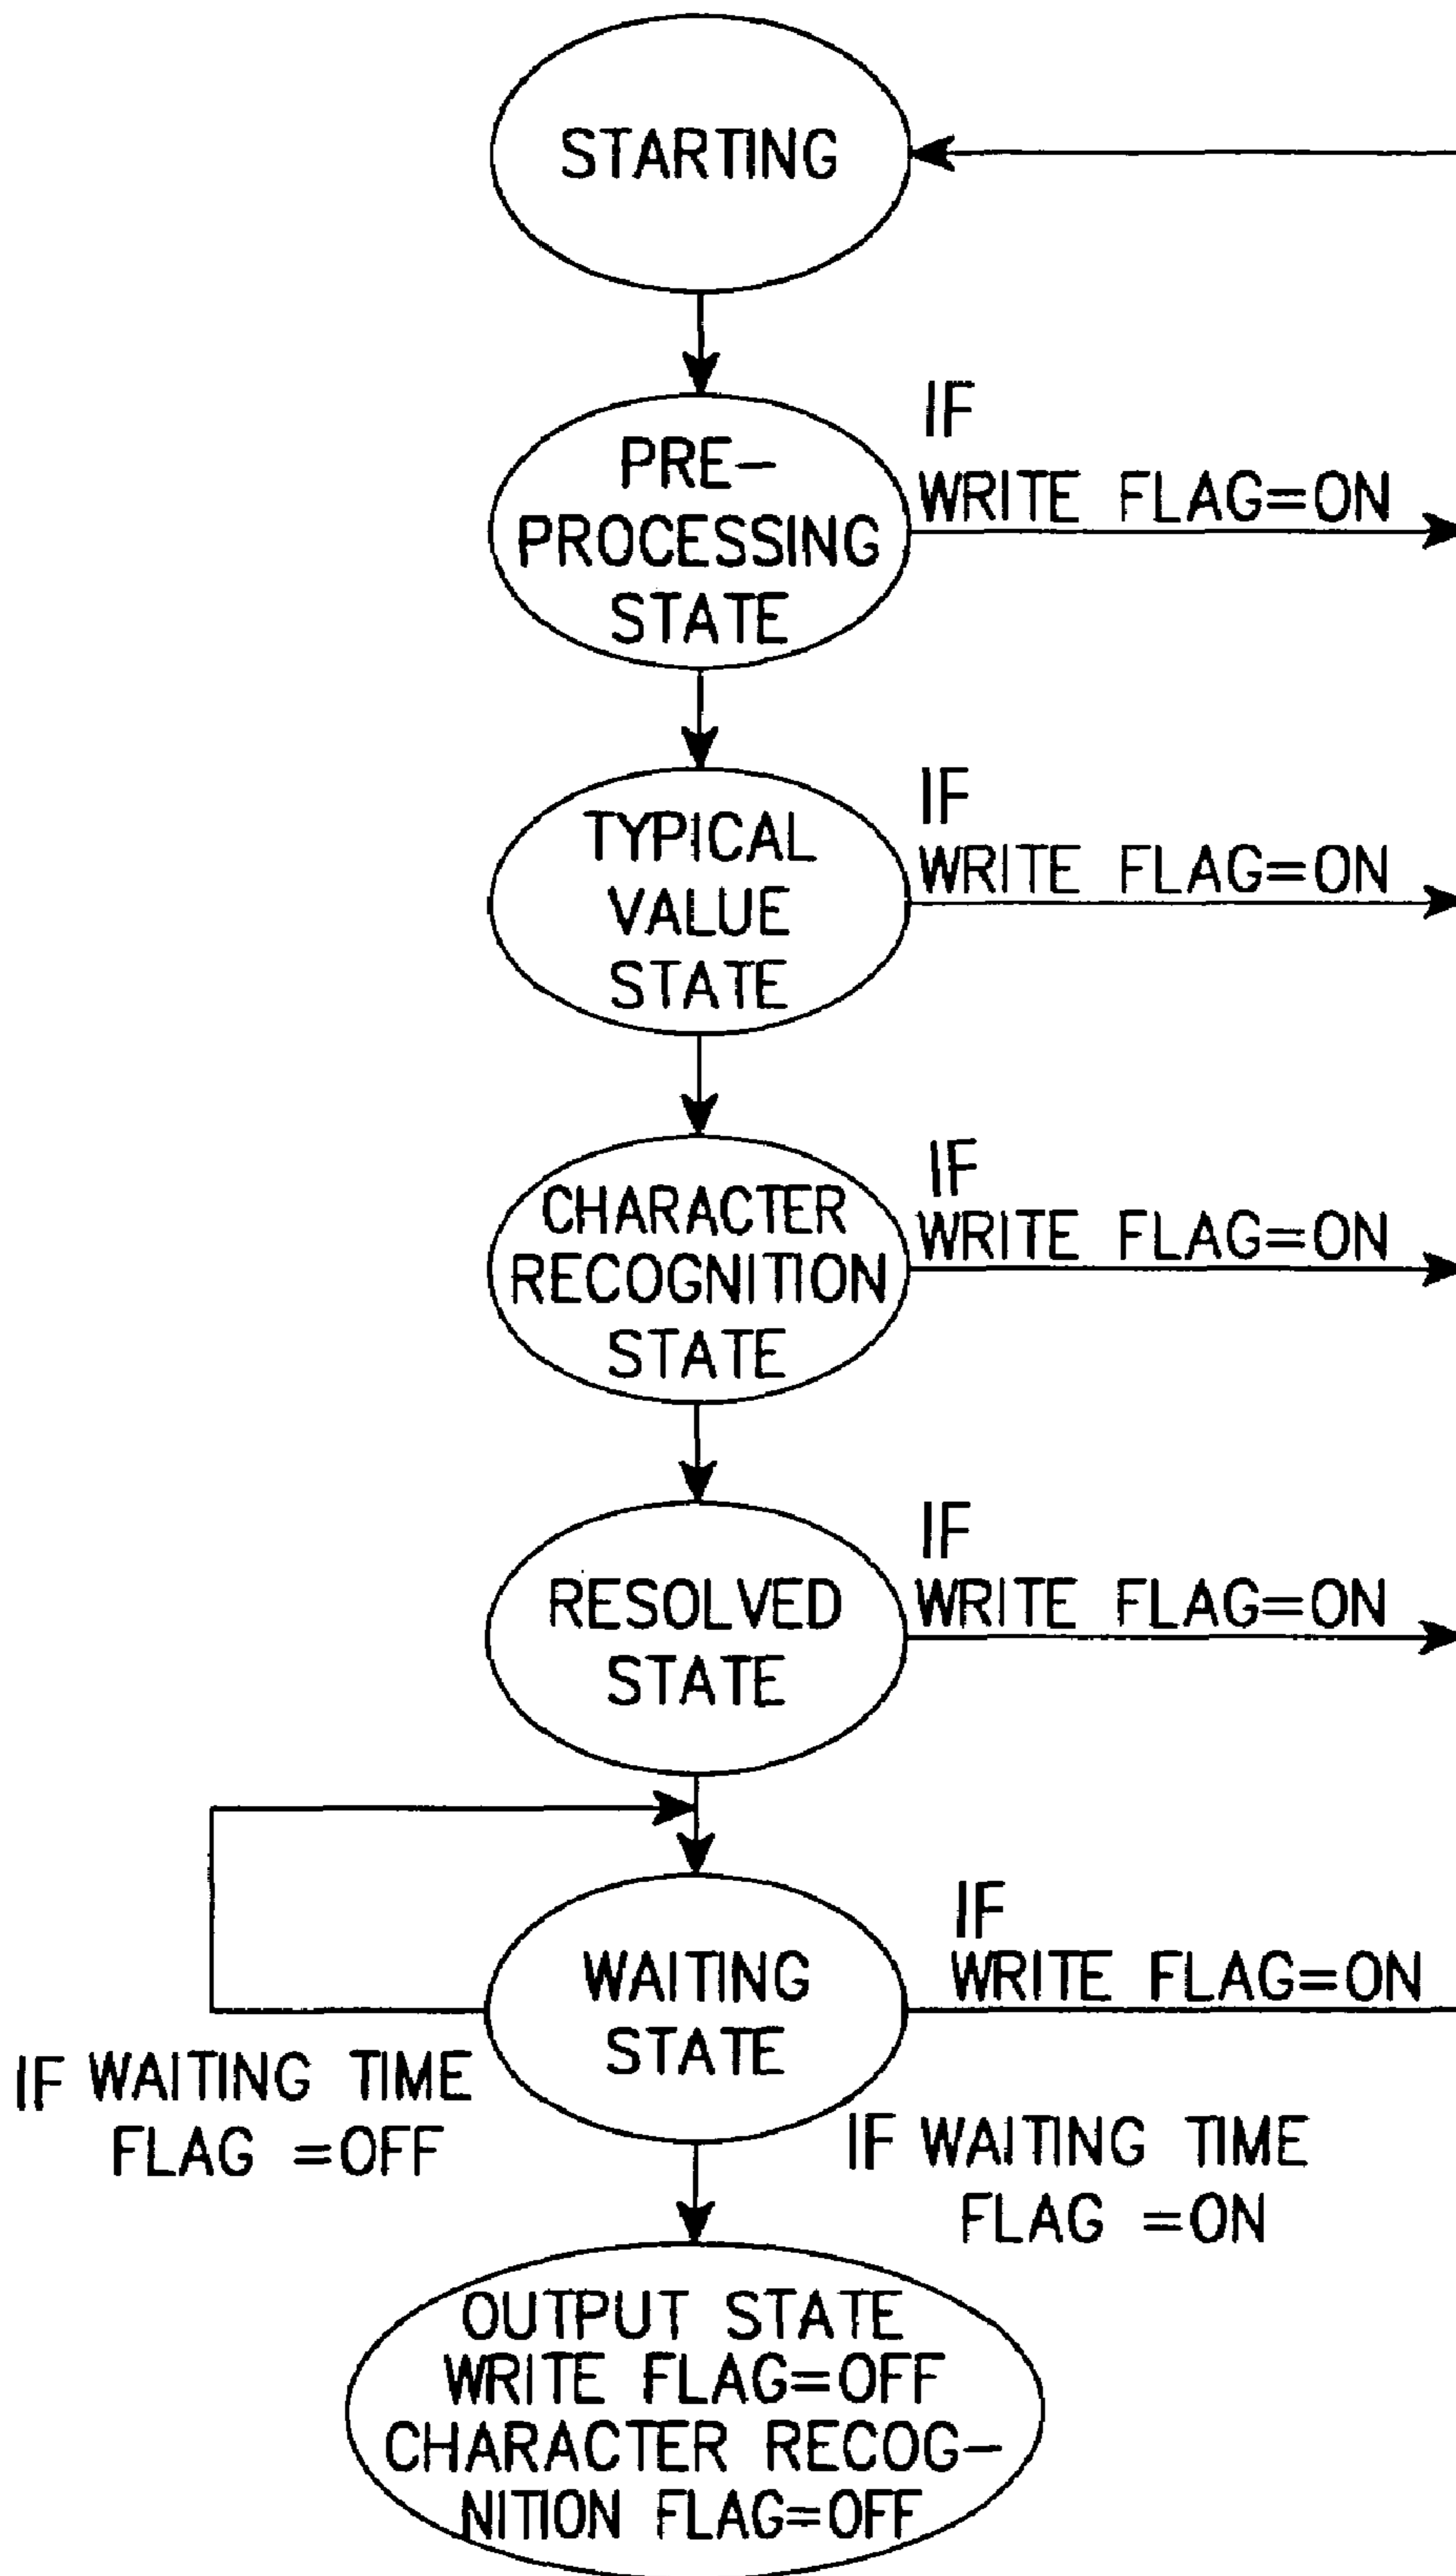 STARTING
PRE-
PROCESSING
STATE
IF
WRITE FLAG=ON
TYPICAL
VALUE
STATE
IF
WRITE FLAG=ON
CHARACTER
RECOGNITION
STATE
IF
WRITE FLAG=ON
RESOLVED
STATE
IF
WRITE FLAG=ON
WAITING
STATE
IF
WRITE FLAG=ON
IF WAITING TIME
FLAG =OFF
IF WAITING TIME
FLAG =ON
OUTPUT STATE
WRITE FLAG=OFF
CHARACTER RECOG-
NITION FLAG=OFF